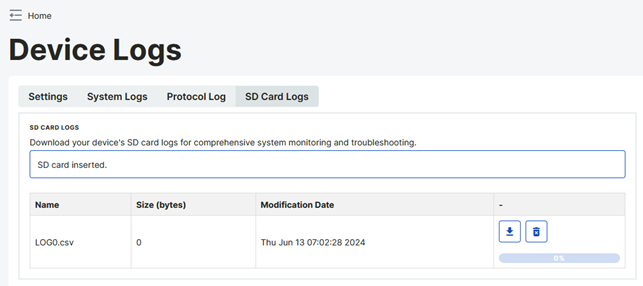 Home
Device Logs
Settings System Logs Protocol Log SD Card Logs
SD CARD LOGS
Download your device's SD card logs for comprehensive system monitoring and troubleshooting.
SD card inserted.
Name Size (bytes) Modification Date -
LOG0.csv 0 Thu Jun 13 07:02:28 2024
0%